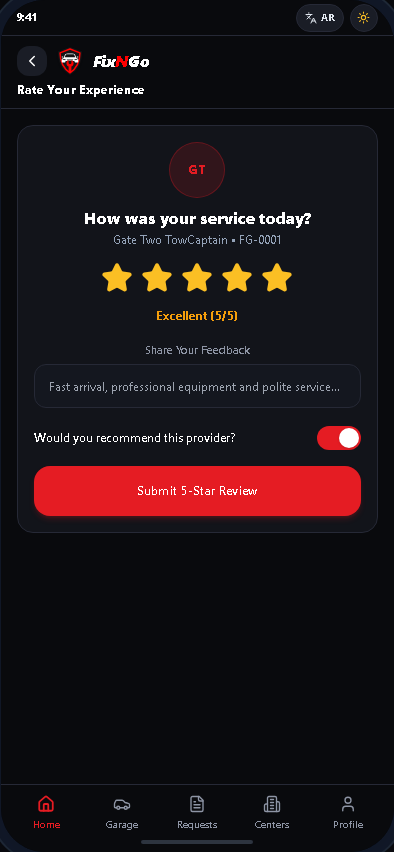 9:41
AR
FixNGo
Rate Your Experience
GT
How was your service today?
Gate Two TowCaptain • FG-0001
Excellent (5/5)
Share Your Feedback
Fast arrival, professional equipment and polite service...
Would you recommend this provider?
Submit 5-Star Review
Home Garage Requests Centers Profile